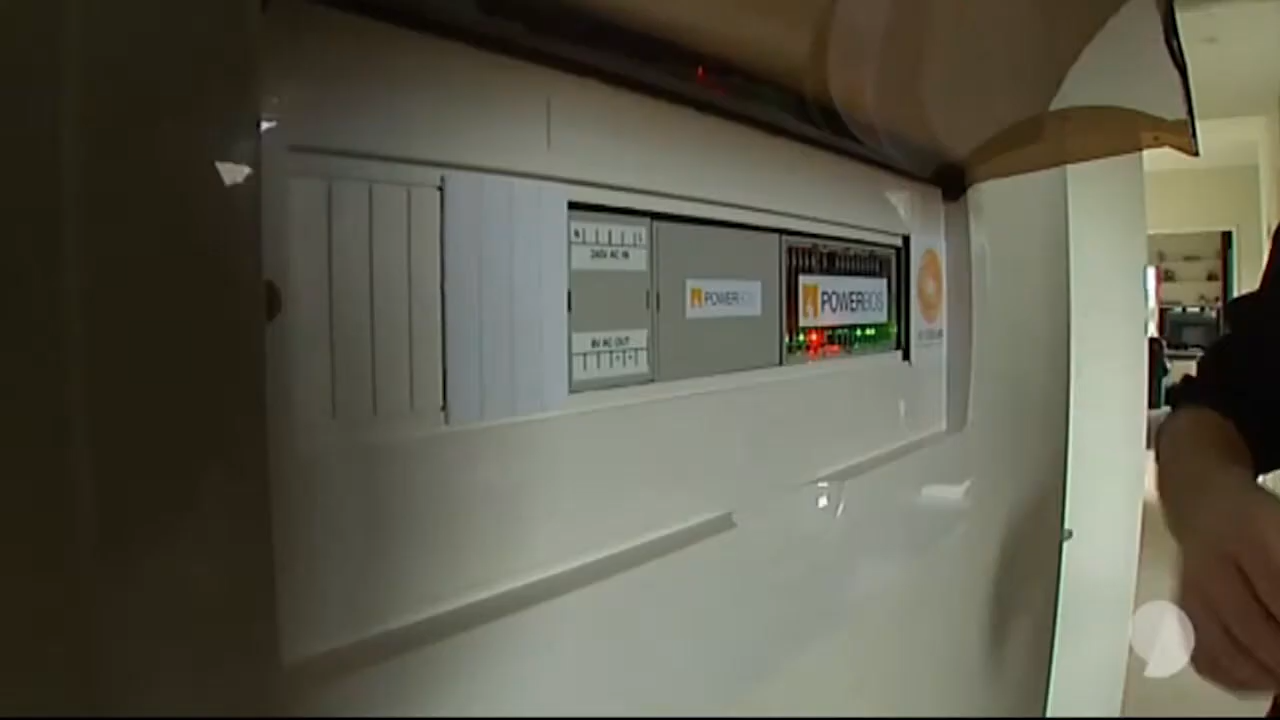 N L
240V AC IN
8V AC OUT
POWERBOS
POWERBOS